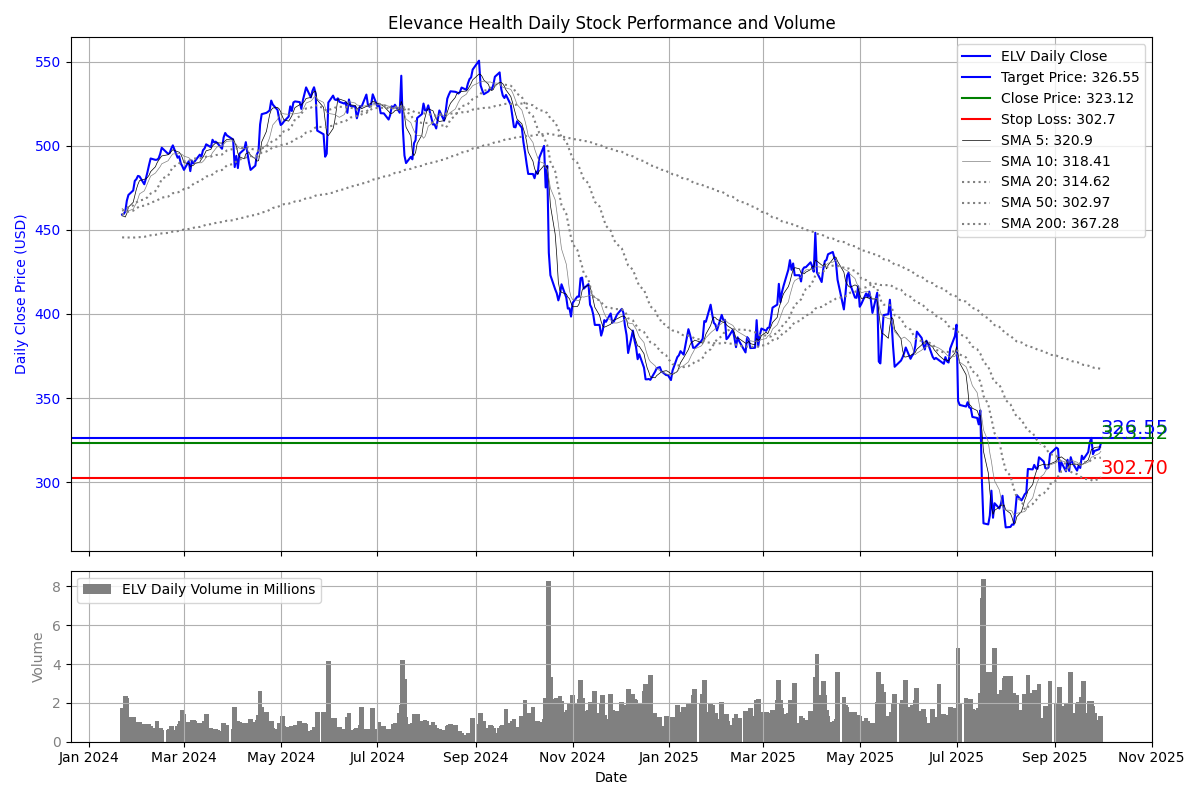 Elevance Health Daily Stock Performance and Volume
Daily Close Price (USD)
550
500
450
400
350
300
ELV Daily Close
Target Price: 326.55
Close Price: 323.12
Stop Loss: 302.7
SMA 5: 320.9
SMA 10: 318.41
SMA 20: 314.62
SMA 50: 302.97
SMA 200: 367.28
326.55
323.12
302.70
Volume
8
6
4
2
0
ELV Daily Volume in Millions
Jan 2024 Mar 2024 May 2024 Jul 2024 Sep 2024 Nov 2024 Jan 2025 Mar 2025 May 2025 Jul 2025 Sep 2025 Nov 2025
Date